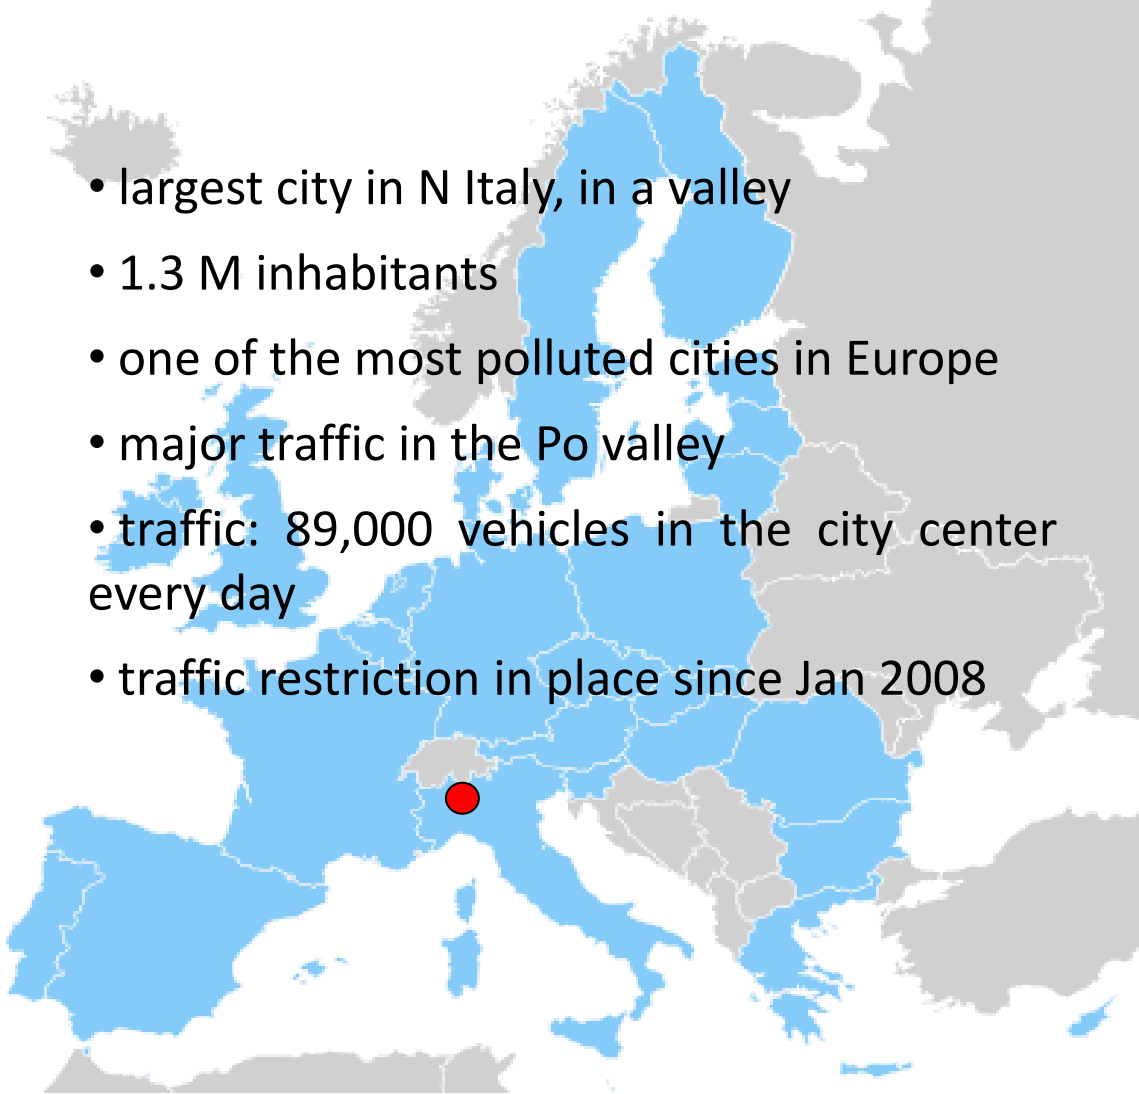 • largest city in N Italy, in a valley
• 1.3 M inhabitants
• one of the most polluted cities in Europe
• major traffic in the Po valley
• traffic: 89,000 vehicles in the city center
every day
• traffic restriction in place since Jan 2008